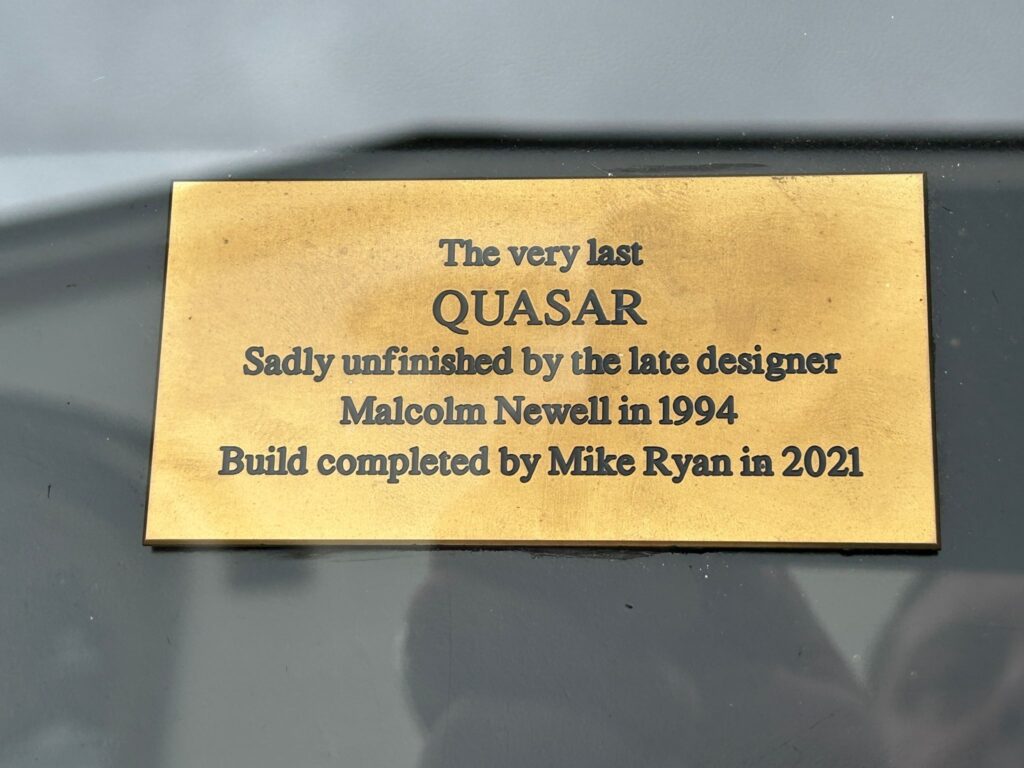 The very last
QUASAR
Sadly unfinished by the late designer
Malcolm Newell in 1994
Build completed by Mike Ryan in 2021